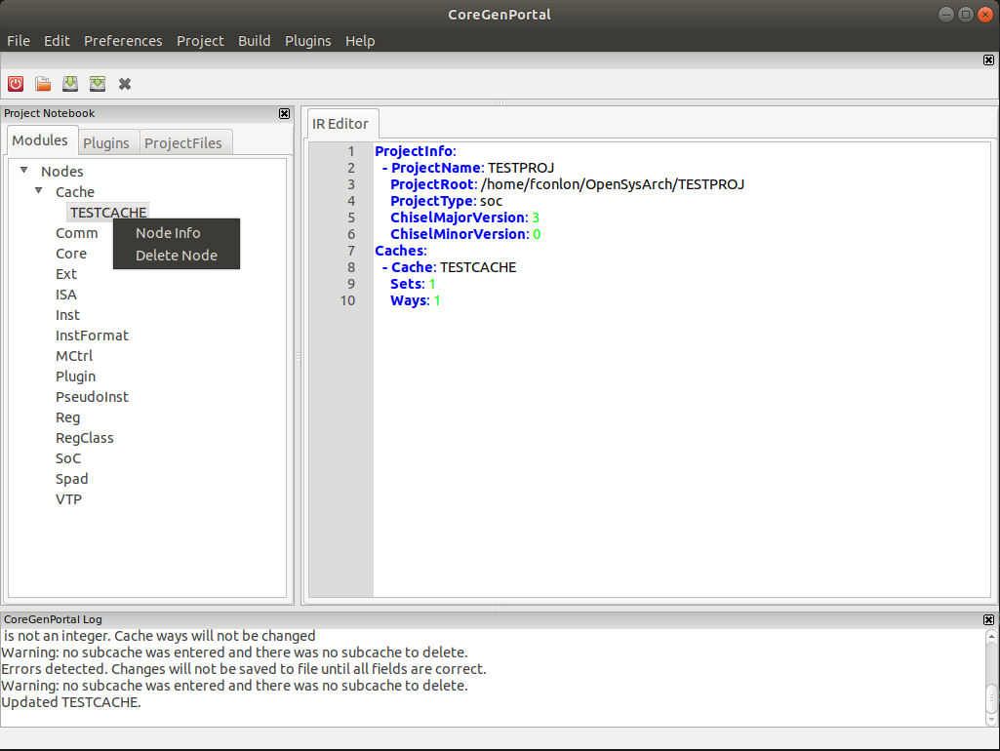 CoreGenPortal
File Edit Preferences Project Build Plugins Help
Project Notebook
Modules Plugins ProjectFiles
Nodes
Cache
TESTCACHE
Node Info
Delete Node
Comm
Core
Ext
ISA
Inst
InstFormat
MCtrl
Plugin
PseudoInst
Reg
RegClass
SoC
Spad
VTP
IR Editor
1 ProjectInfo:
2 - ProjectName: TESTPROJ
3 ProjectRoot: /home/fconlon/OpenSysArch/TESTPROJ
4 ProjectType: soc
5 ChiselMajorVersion: 3
6 ChiselMinorVersion: 0
7 Caches:
8 - Cache: TESTCACHE
9 Sets: 1
10 Ways: 1
CoreGenPortal Log
is not an integer. Cache ways will not be changed
Warning: no subcache was entered and there was no subcache to delete.
Errors detected. Changes will not be saved to file until all fields are correct.
Warning: no subcache was entered and there was no subcache to delete.
Updated TESTCACHE.